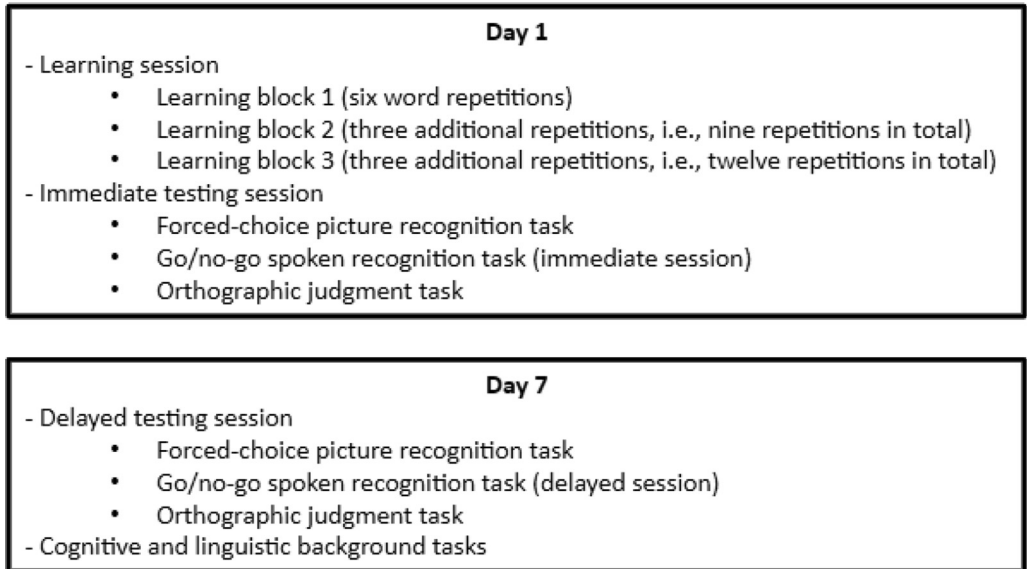 Day 1
- Learning session
• Learning block 1 (six word repetitions)
• Learning block 2 (three additional repetitions, i.e., nine repetitions in total)
• Learning block 3 (three additional repetitions, i.e., twelve repetitions in total)
- Immediate testing session
• Forced-choice picture recognition task
• Go/no-go spoken recognition task (immediate session)
• Orthographic judgment task
Day 7
- Delayed testing session
• Forced-choice picture recognition task
• Go/no-go spoken recognition task (delayed session)
• Orthographic judgment task
- Cognitive and linguistic background tasks